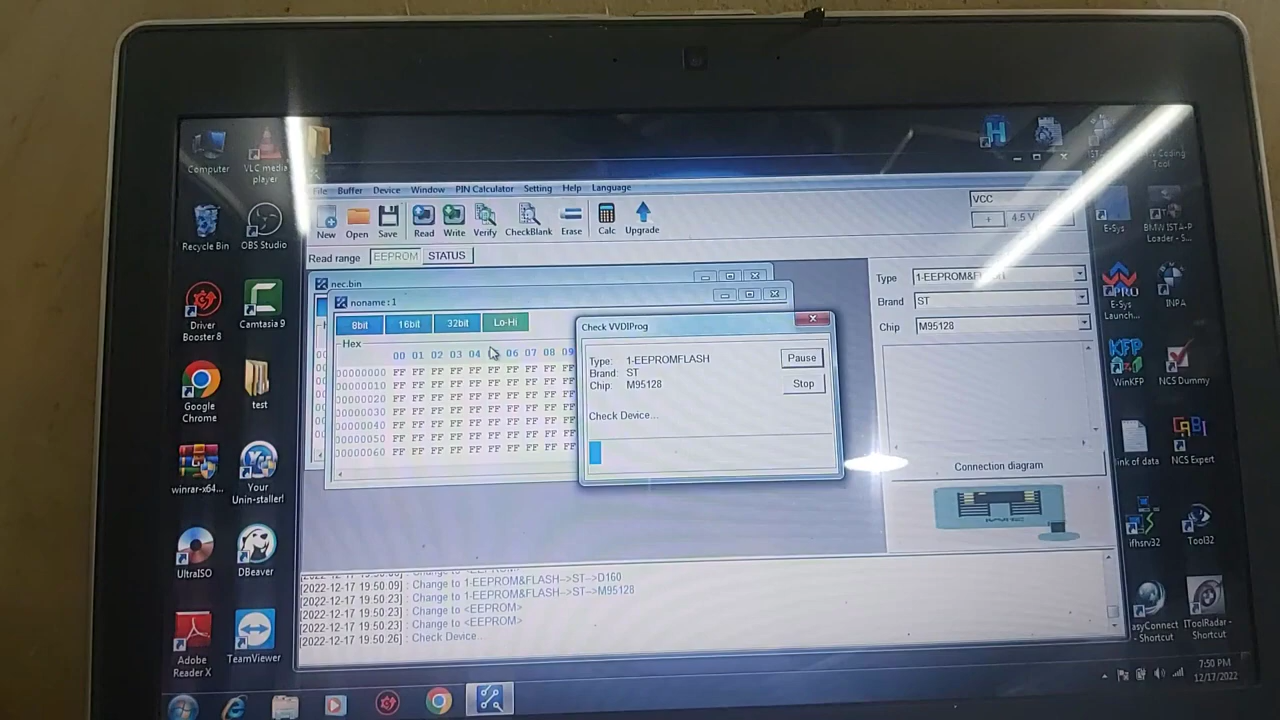 Computer
VLC media player
Recycle Bin
OBS Studio
Driver Booster 8
Camtasia 9
Google Chrome
test
winrar-x64...
Your Unin-staller!
UltraISO
DBeaver
Adobe Reader X
TeamViewer
File Buffer Device Window PIN Calculator Setting Help Language
New Open Save Read Write Verify CheckBlank Erase Calc Upgrade
VCC
+ 4.5 V
Read range EEPROM STATUS
nec.bin
noname:1
8bit 16bit 32bit Lo-Hi
Hex
00 01 02 03 04 06 07 08 09
00000000 FF FF FF FF FF FF FF FF FF FF
00000010 FF FF FF FF FF FF FF FF FF FF
00000020 FF FF FF FF FF FF FF FF FF FF
00000030 FF FF FF FF FF FF FF FF FF FF
00000040 FF FF FF FF FF FF FF FF FF FF
00000050 FF FF FF FF FF FF FF FF FF FF
00000060 FF FF FF FF FF FF FF FF FF FF
Check VVDIProg
Type: 1-EEPROMFLASH
Brand: ST
Chip: M95128
Pause
Stop
Check Device...
Type
Brand ST
Chip M95128
Connection diagram
[2022-12-17 19:50:09] : Change to 1-EEPROM&FLASH-->ST-->D160
[2022-12-17 19:50:23] : Change to 1-EEPROM&FLASH-->ST-->M95128
[2022-12-17 19:50:23] : Change to <EEPROM>
[2022-12-17 19:50:23] : Change to <EEPROM>
[2022-12-17 19:50:26] : Check Device...
Coding Tool
E-Sys
BMW ISTA-P Loader - S...
E-Sys Launch...
INPA
WinKFP
NCS Dummy
ink of data
NCS Expert
ifhsrv32
Tool32
asyConnect - Shortcut
IToolRadar - Shortcut
7:50 PM
12/17/2022